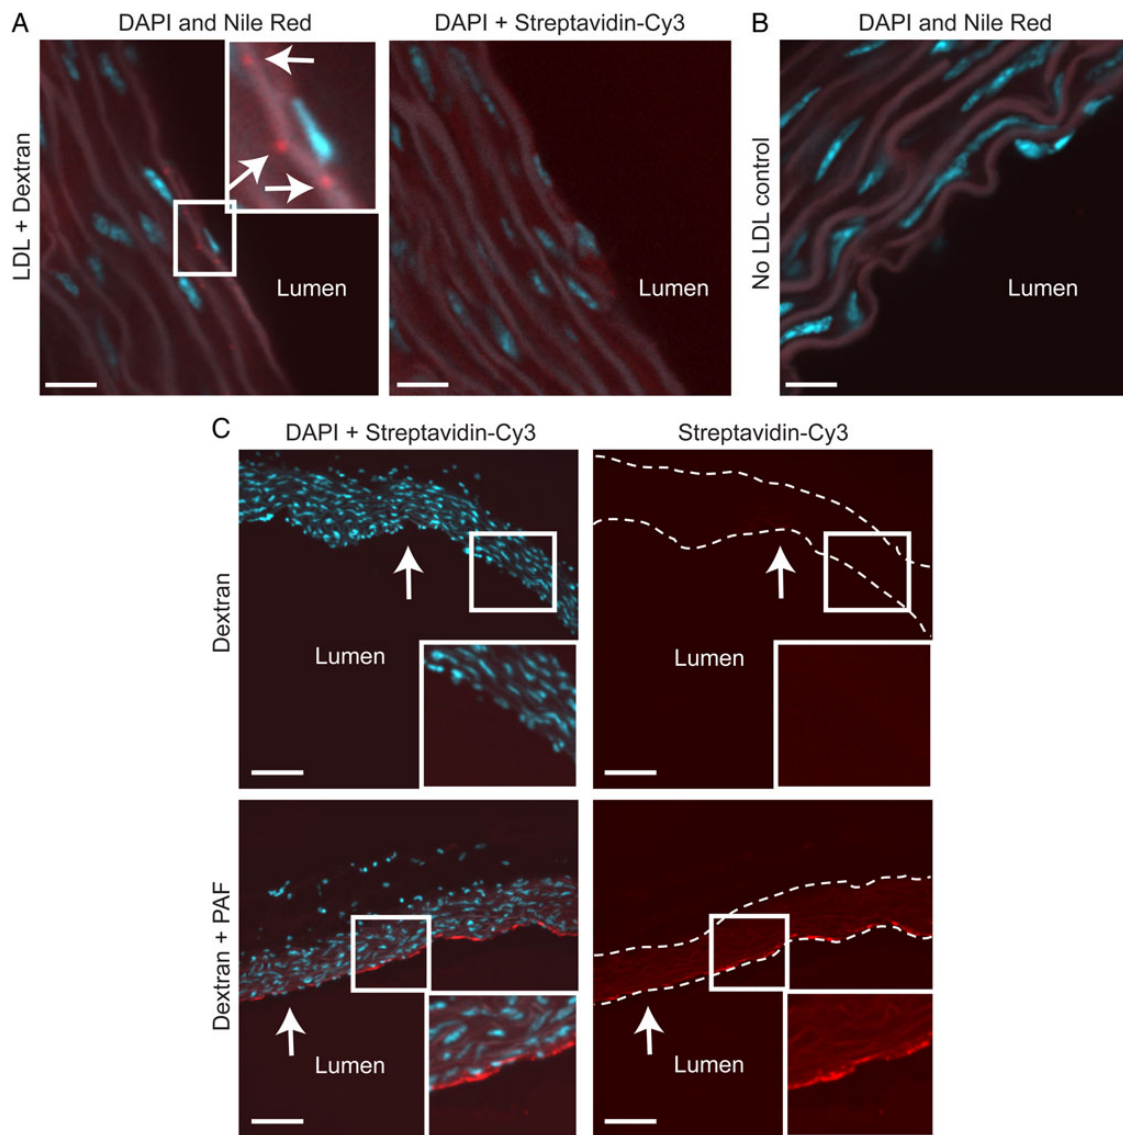 A
DAPI and Nile Red
DAPI + Streptavidin-Cy3
B
DAPI and Nile Red
LDL + Dextran
Lumen
Lumen
No LDL control
Lumen
C
DAPI + Streptavidin-Cy3
Streptavidin-Cy3
Dextran
Lumen
Lumen
Dextran + PAF
Lumen
Lumen